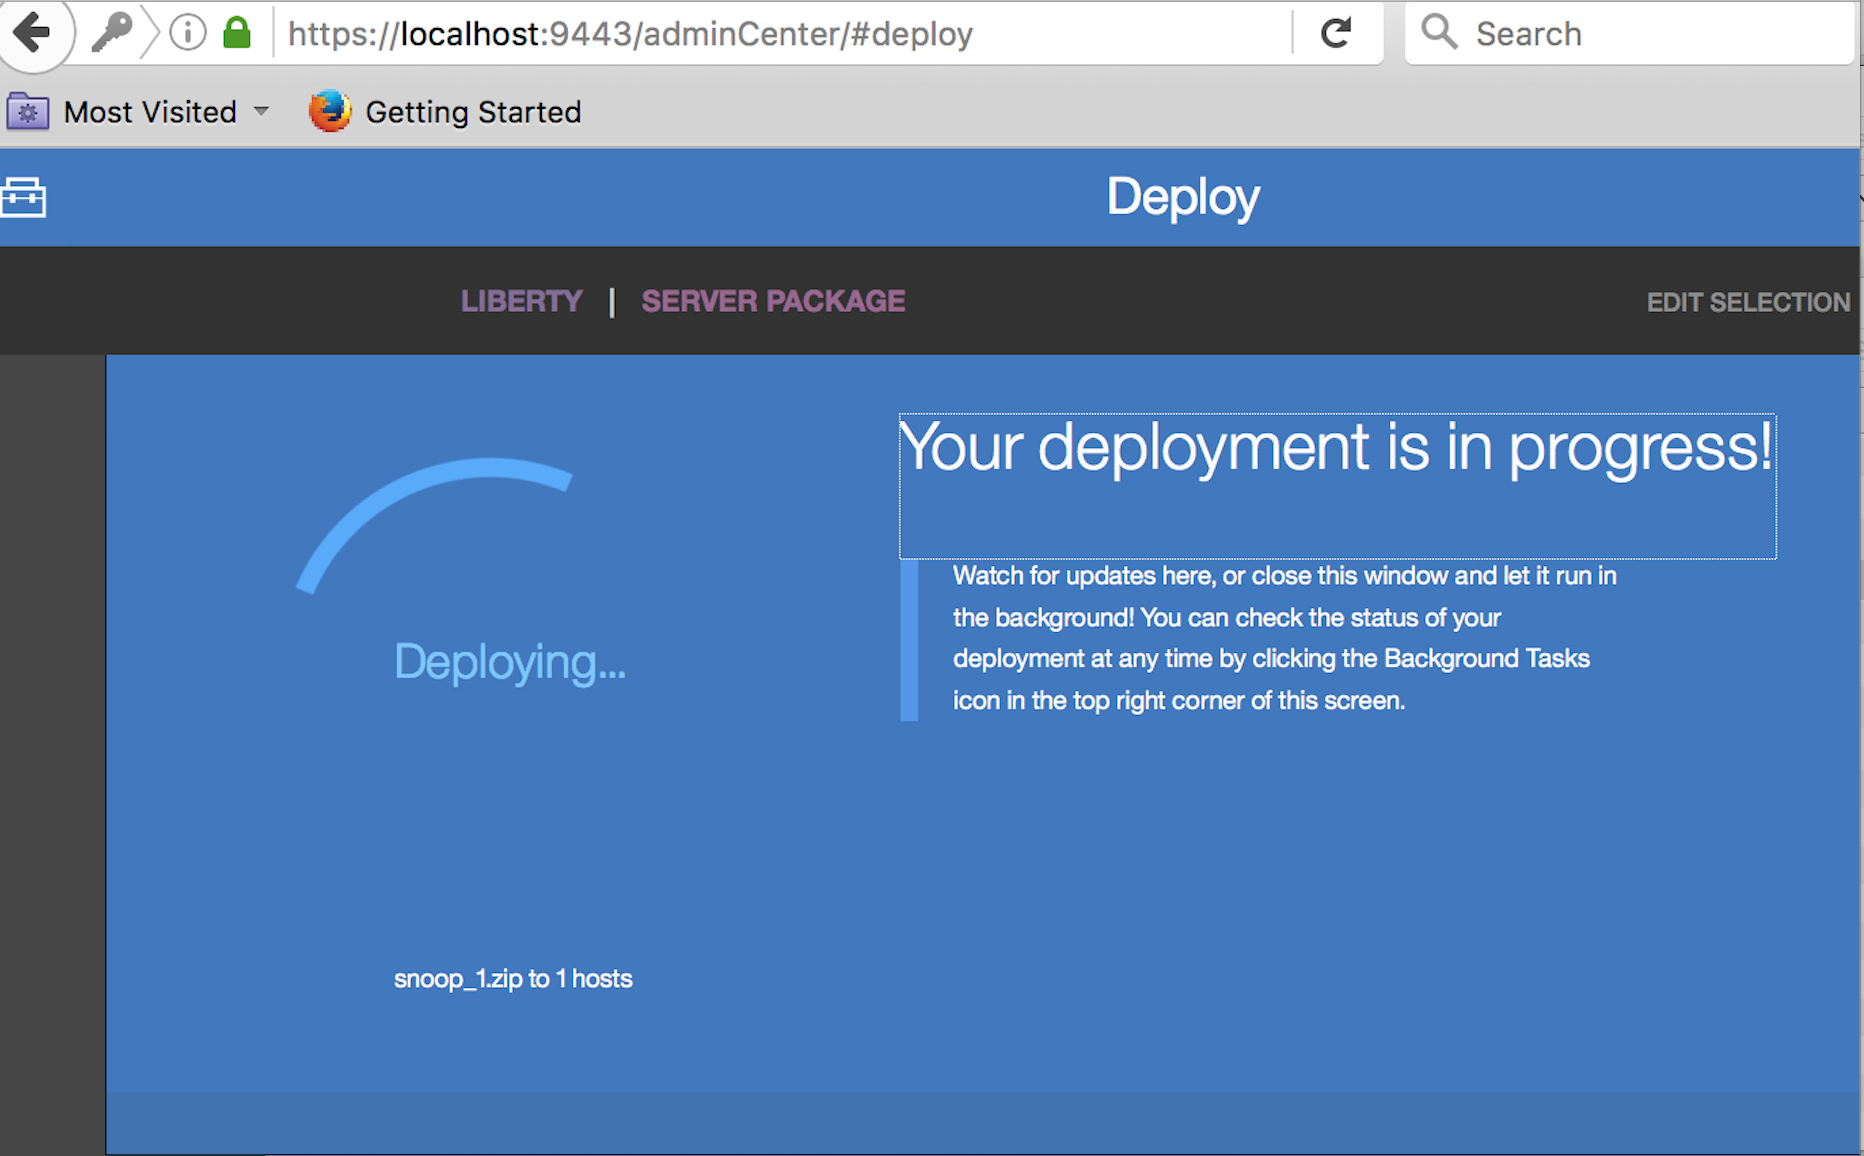 https://localhost:9443/adminCenter/#deploy
Search
Most Visited
Getting Started
Deploy
LIBERTY | SERVER PACKAGE
EDIT SELECTION
Your deployment is in progress!
Watch for updates here, or close this window and let it run in
the background! You can check the status of your
deployment at any time by clicking the Background Tasks
icon in the top right corner of this screen.
Deploying...
snoop_1.zip to 1 hosts